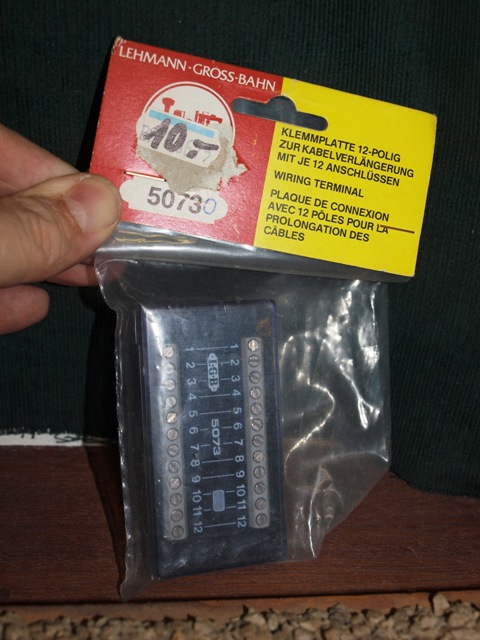 LEHMANN-GROSS-BAHN
10.-
50730
KLEMMPLATTE 12-POLIG
ZUR KABELVERLÄNGERUNG
MIT JE 12 ANSCHLÜSSEN
WIRING TERMINAL
PLAQUE DE CONNEXION
AVEC 12 PÔLES POUR LA
PROLONGATION DES
CÂBLES
LGB
5073
1 1
2 2
3 3
4 4
5 5
6 6
7 7
8 8
9 9
10 10
11 11
12 12